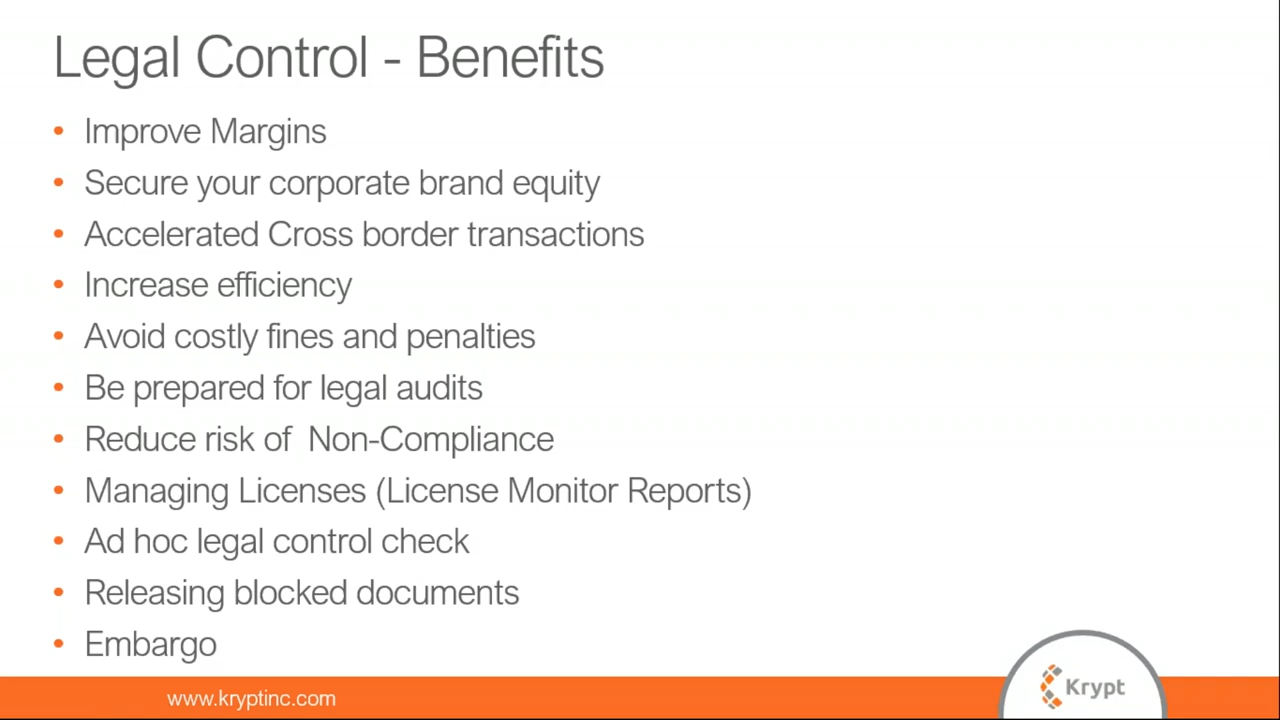 Legal Control - Benefits
• Improve Margins
• Secure your corporate brand equity
• Accelerated Cross border transactions
• Increase efficiency
• Avoid costly fines and penalties
• Be prepared for legal audits
• Reduce risk of  Non-Compliance
• Managing Licenses (License Monitor Reports)
• Ad hoc legal control check
• Releasing blocked documents
• Embargo
www.kryptinc.com
Krypt